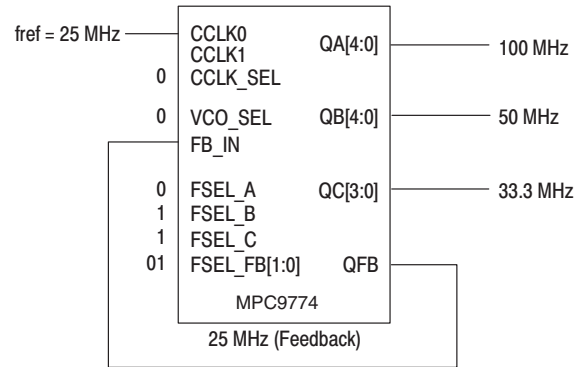 fref = 25 MHz CCLK0 QA[4:0] 100 MHz
CCLK1
0 CCLK_SEL
0 VCO_SEL QB[4:0] 50 MHz
FB_IN
0 FSEL_A QC[3:0] 33.3 MHz
1 FSEL_B
1 FSEL_C
01 FSEL_FB[1:0] QFB
MPC9774
25 MHz (Feedback)